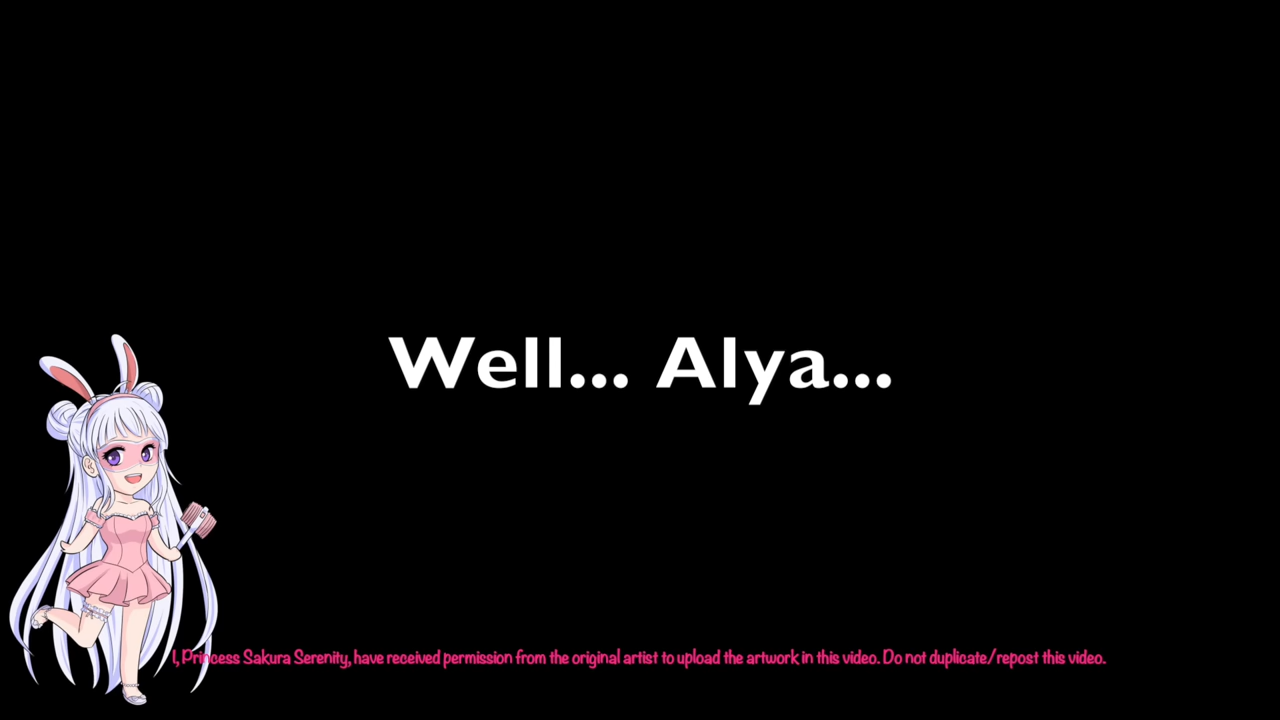 Well... Alya...
I, Princess Sakura Serenity, have received permission from the original artist to upload the artwork in this video. Do not duplicate/repost this video.